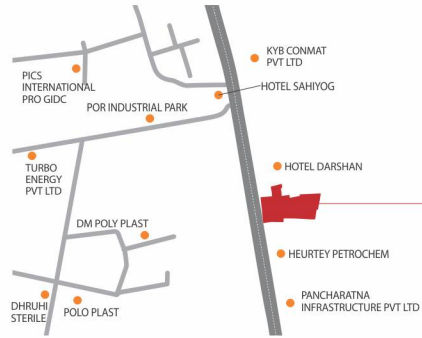 KYB CONMAT
PVT LTD
PICS
INTERNATIONAL
PRO GIDC
HOTEL SAHIYOG
POR INDUSTRIAL PARK
HOTEL DARSHAN
TURBO
ENERGY
PVT LTD
DM POLY PLAST
HEURTEY PETROCHEM
DHRUHI
STERILE
POLO PLAST
PANCHARATNA
INFRASTRUCTURE PVT LTD